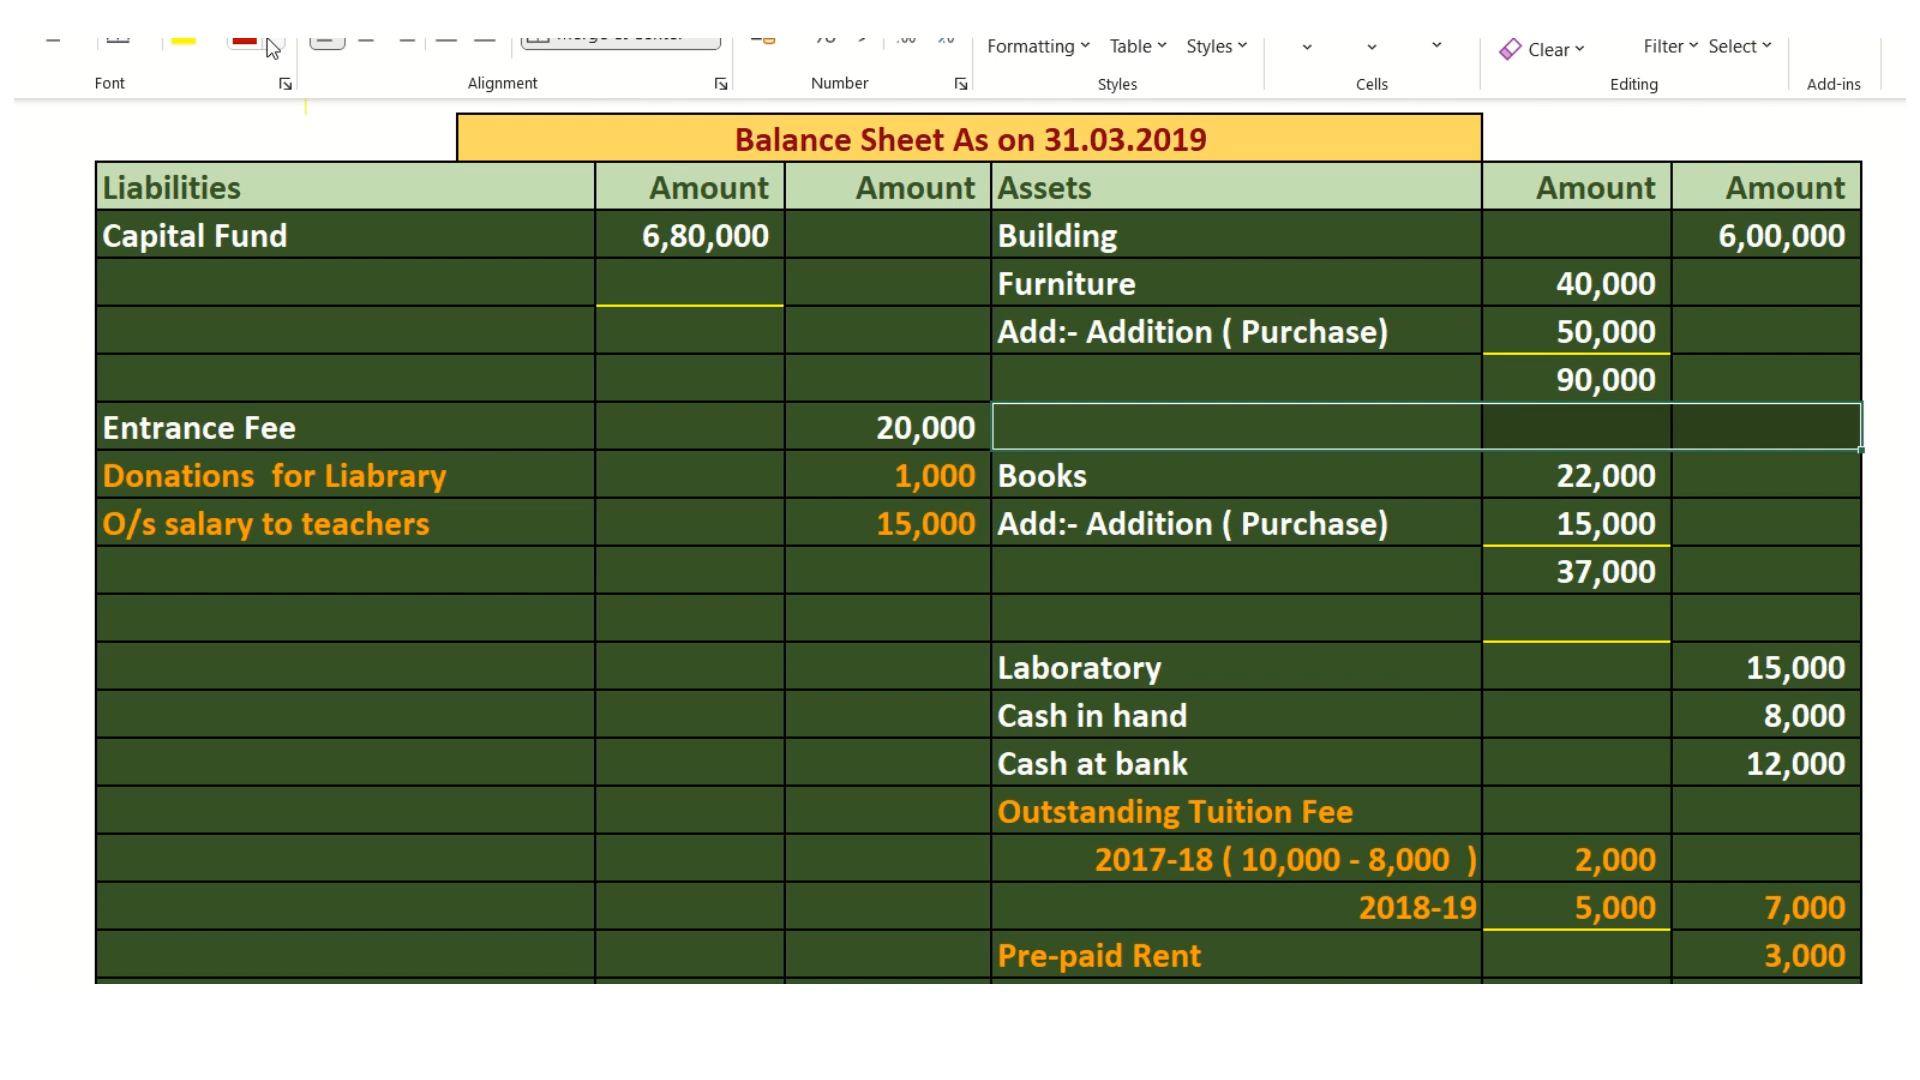 Formatting Table Styles Clear Filter Select
Font Alignment Number Styles Cells Editing Add-ins
Balance Sheet As on 31.03.2019
Liabilities Amount Amount Assets Amount Amount
Capital Fund 6,80,000 Building 6,00,000
Furniture 40,000
Add:- Addition ( Purchase) 50,000
90,000
Entrance Fee 20,000
Donations for Liabrary 1,000 Books 22,000
O/s salary to teachers 15,000 Add:- Addition ( Purchase) 15,000
37,000
Laboratory 15,000
Cash in hand 8,000
Cash at bank 12,000
Outstanding Tuition Fee
2017-18 ( 10,000 - 8,000 ) 2,000
2018-19 5,000 7,000
Pre-paid Rent 3,000